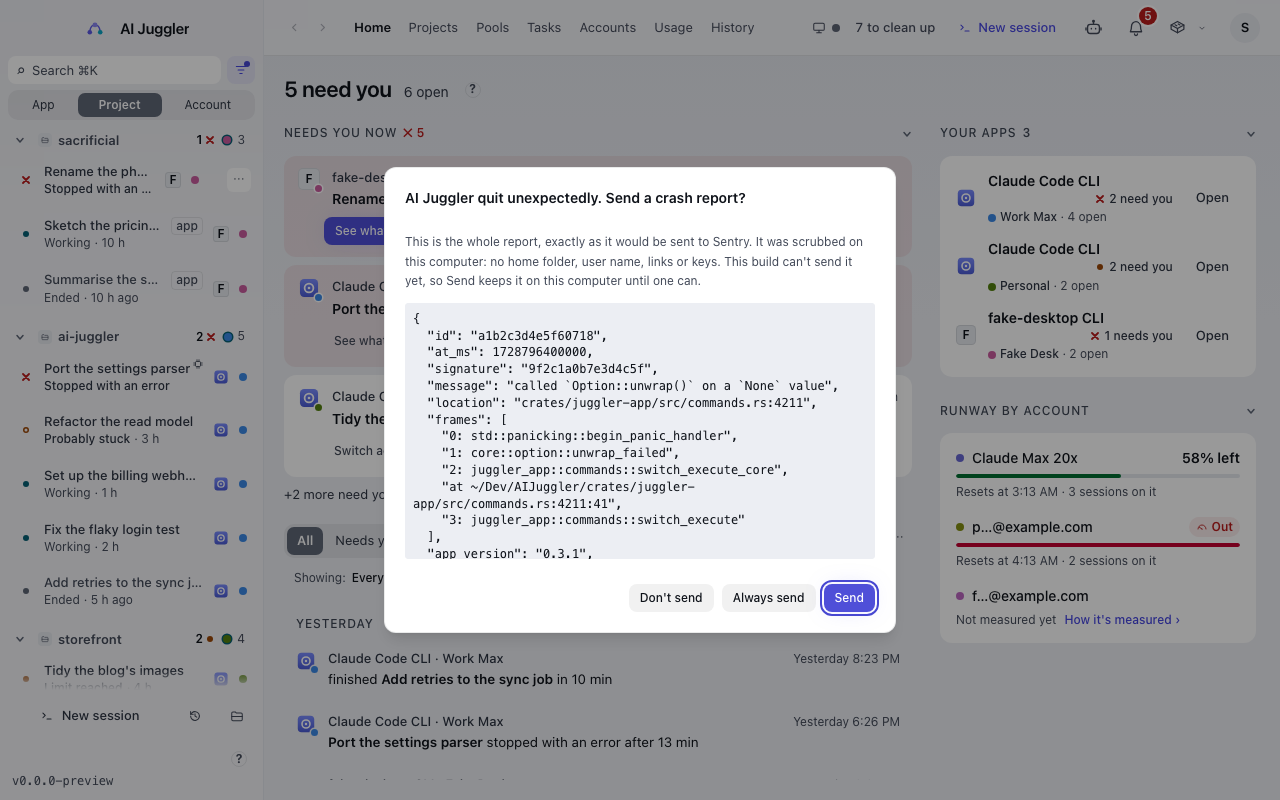 AI Juggler
Search ⌘K
App Project Account
sacrificial 1 3
Rename the ph... F
Stopped with an ...
Sketch the pricin... app F
Working · 10 h
Summarise the s... app F
Ended · 10 h ago
ai-juggler 2 5
Port the settings parser
Stopped with an error
Refactor the read model
Probably stuck · 3 h
Set up the billing webh...
Working · 1 h
Fix the flaky login test
Working · 2 h
Add retries to the sync j...
Ended · 5 h ago
storefront 2 4
Tidy the blog's images
Limit reached · 4 h
New session
?
v0.0.0-preview
Home Projects Pools Tasks Accounts Usage History
7 to clean up
New session
5
S
5 need you 6 open ?
NEEDS YOU NOW 5
F fake-des
Rename
See wha
Claude C
Port the
See what
Claude C
Tidy the
Switch a
+2 more need yo
All Needs y
Showing: Every
YESTERDAY
Claude Code CLI · Work Max Yesterday 8:23 PM
finished Add retries to the sync job in 10 min
Claude Code CLI · Work Max Yesterday 6:26 PM
Port the settings parser stopped with an error after 13 min
AI Juggler quit unexpectedly. Send a crash report?
This is the whole report, exactly as it would be sent to Sentry. It was scrubbed on
this computer: no home folder, user name, links or keys. This build can't send it
yet, so Send keeps it on this computer until one can.
{
"id": "a1b2c3d4e5f60718",
"at_ms": 1728796400000,
"signature": "9f2c1a0b7e3d4c5f",
"message": "called `Option::unwrap()` on a `None` value",
"location": "crates/juggler-app/src/commands.rs:4211",
"frames": [
"0: std::panicking::begin_panic_handler",
"1: core::option::unwrap_failed",
"2: juggler_app::commands::switch_execute_core",
"at ~/Dev/AIJuggler/crates/juggler-
app/src/commands.rs:4211:41",
"3: juggler_app::commands::switch_execute"
],
"app_version": "0.3.1",
Don't send Always send Send
YOUR APPS 3
Claude Code CLI
2 need you
Work Max · 4 open
Open
Claude Code CLI
2 need you
Personal · 2 open
Open
F fake-desktop CLI
1 needs you
Fake Desk · 2 open
Open
RUNWAY BY ACCOUNT
Claude Max 20x 58% left
Resets at 3:13 AM · 3 sessions on it
p...@example.com Out
Resets at 4:13 AM · 2 sessions on it
f...@example.com
Not measured yet How it's measured ›